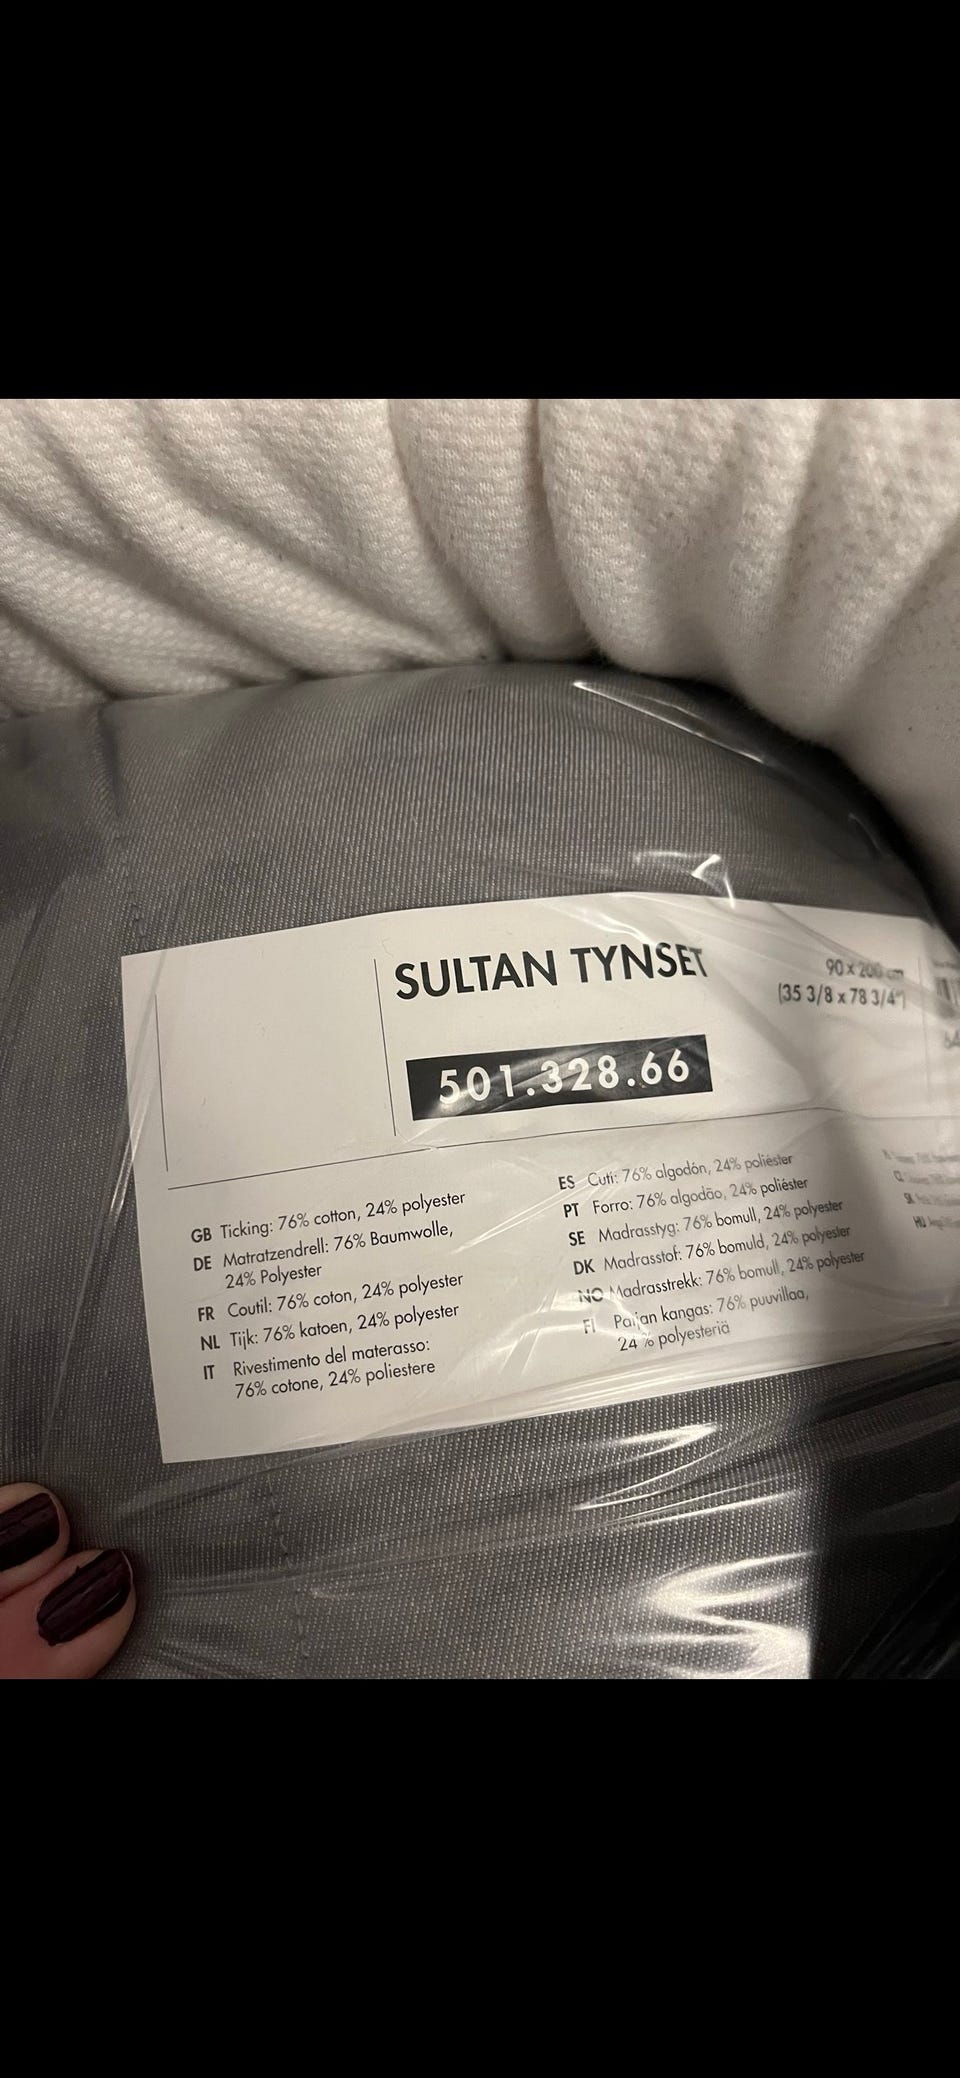 SULTAN TYNSET
90 x 200 cm
(35 3/8 x 78 3/4")
501.328.66
GB Ticking: 76% cotton, 24% polyester
DE Matratzendrell: 76% Baumwolle,
24% Polyester
FR Coutil: 76% coton, 24% polyester
NL Tijk: 76% katoen, 24% polyester
IT Rivestimento del materasso:
76% cotone, 24% poliestere
ES Cutí: 76% algodón, 24% poliéster
PT Forro: 76% algodão, 24% poliéster
SE Madrasstyg: 76% bomull, 24% polyester
DK Madrasstof: 76% bomuld, 24% polyester
NO Madrasstrekk: 76% bomull, 24% polyester
FI Patjan kangas: 76% puuvillaa,
24 % polyesteriä
HU